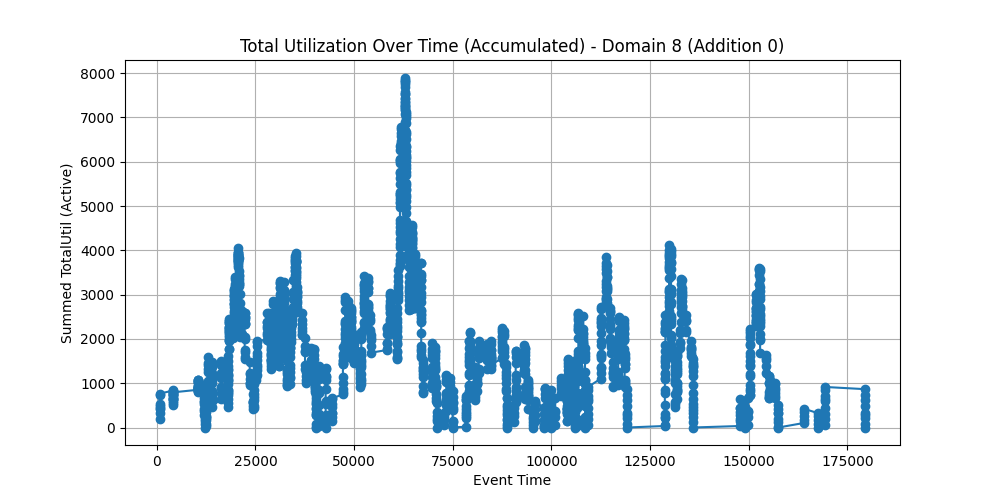 Total Utilization Over Time (Accumulated) - Domain 8 (Addition 0)
8000
7000
6000
5000
4000
3000
2000
1000
0
Summed TotalUtil (Active)
0 25000 50000 75000 100000 125000 150000 175000
Event Time